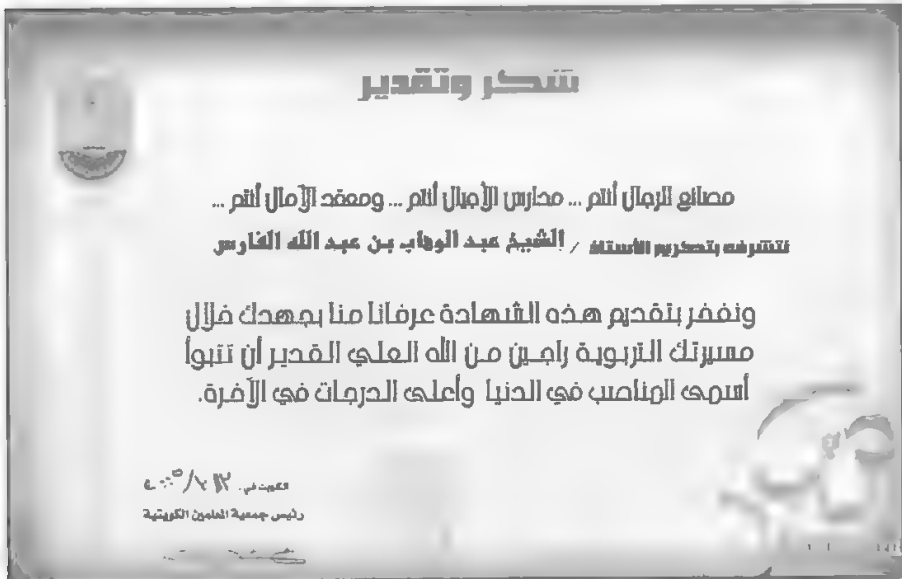 شكر وتقدير
مصانع الرجال أنتم ... مدارس الأجيال أنتم ... ومعقد الآمال أنتم ...
نتشرف بتكريم الأستاذ / الشيخ عبد الوهاب بن عبد الله الفارس
ونفخر بتقديم هذه الشهادة عرفانا منا بجهدك خلال
مسيرتك التربوية راجين من الله العلي القدير أن تتبوأ
أسمى المناصب في الدنيا وأعلى الدرجات في الآخرة.
الكويت في:
رئيس جمعية المعلمين الكويتية